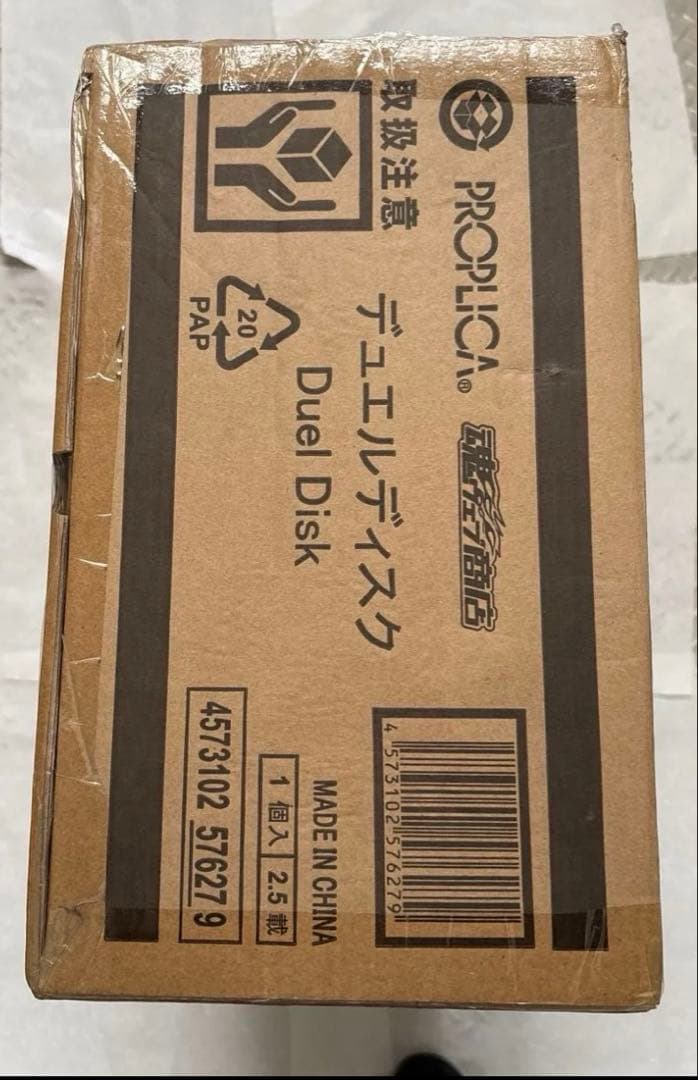 取扱注意
PROPLICA®
魂ウェブ商店
デュエルディスク
Duel Disk
20
PAP
4 573102 576279
MADE IN CHINA
1個入 2.5載
4573102 576279